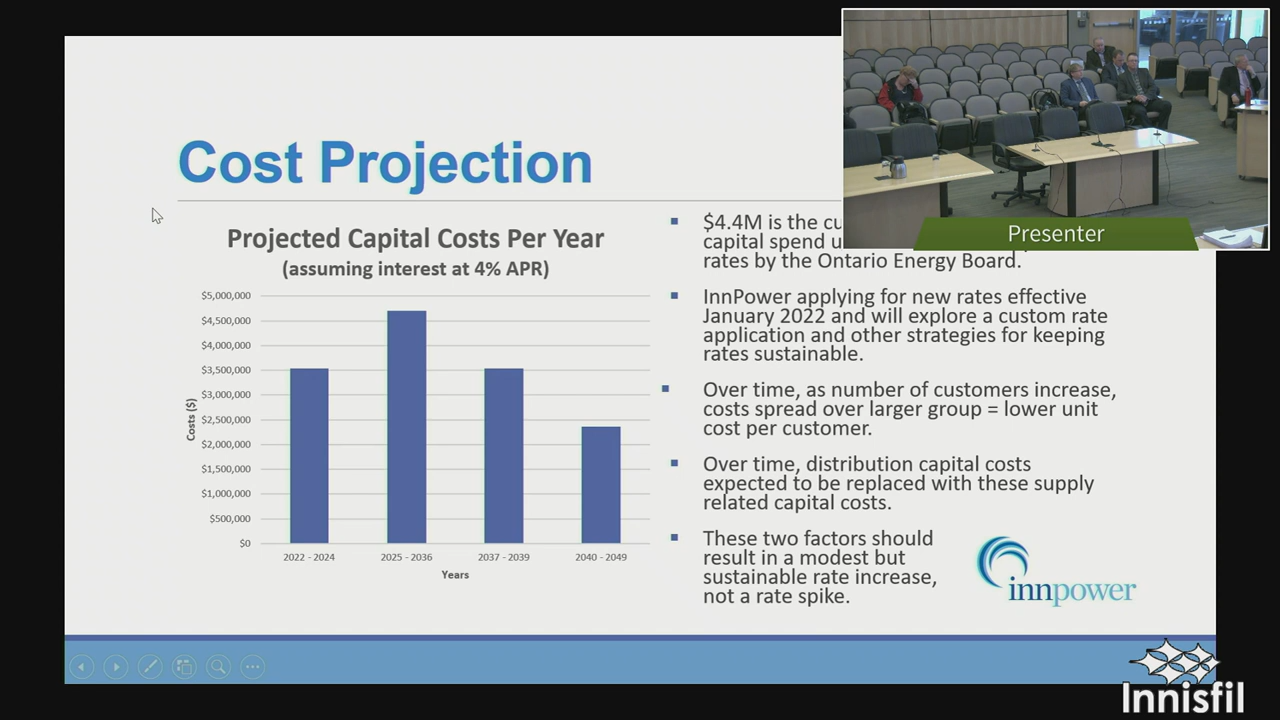 Cost Projection
Projected Capital Costs Per Year
(assuming interest at 4% APR)
$5,000,000
$4,500,000
$4,000,000
$3,500,000
$3,000,000
$2,500,000
$2,000,000
$1,500,000
$1,000,000
$500,000
$0
Costs ($)
2022 - 2024 2025 - 2036 2037 - 2039 2040 - 2049
Years
$4.4M is the
capital spend
rates by the Ontario Energy Board.
InnPower applying for new rates effective
January 2022 and will explore a custom rate
application and other strategies for keeping
rates sustainable.
Over time, as number of customers increase,
costs spread over larger group = lower unit
cost per customer.
Over time, distribution capital costs
expected to be replaced with these supply
related capital costs.
These two factors should
result in a modest but
sustainable rate increase,
not a rate spike.
innpower
Presenter
Innisfil